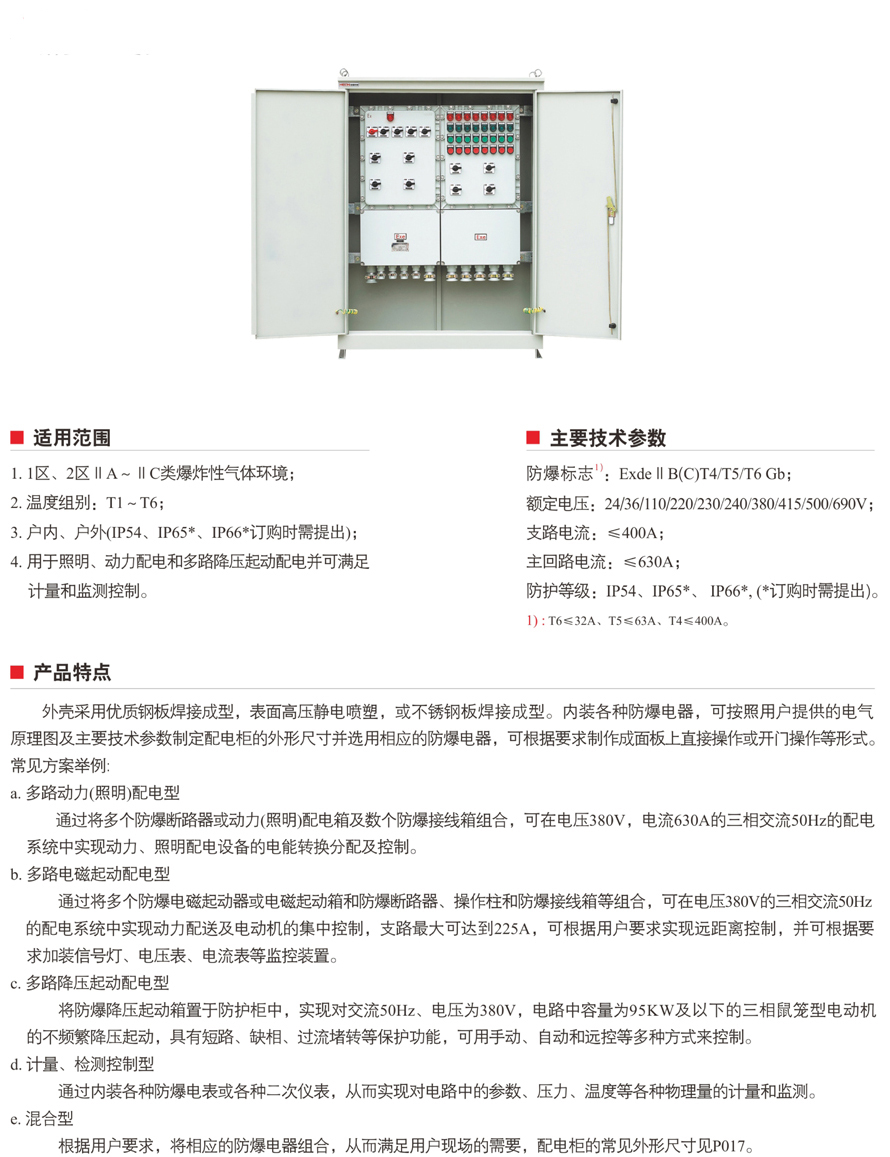 Exe
Exe
适用范围
1. 1区、2区ⅡA～ⅡC类爆炸性气体环境；
2. 温度组别：T1～T6；
3. 户内、户外(IP54、IP65*、IP66*订购时需提出)；
4. 用于照明、动力配电和多路降压起动配电并可满足
计量和监测控制。
主要技术参数
防爆标志1)：ExdeⅡB(C)T4/T5/T6 Gb；
额定电压：24/36/110/220/230/240/380/415/500/690V；
支路电流：≤400A；
主回路电流：≤630A；
防护等级：IP54、IP65*、 IP66*, (*订购时需提出)。
1) : T6≤32A、T5≤63A、T4≤400A。
产品特点
外壳采用优质钢板焊接成型，表面高压静电喷塑，或不锈钢板焊接成型。内装各种防爆电器，可按照用户提供的电气
原理图及主要技术参数制定配电柜的外形尺寸并选用相应的防爆电器，可根据要求制作成面板上直接操作或开门操作等形式。
常见方案举例:
a. 多路动力(照明)配电型
通过将多个防爆断路器或动力(照明)配电箱及数个防爆接线箱组合，可在电压380V，电流630A的三相交流50Hz的配电
系统中实现动力、照明配电设备的电能转换分配及控制。
b. 多路电磁起动配电型
通过将多个防爆电磁起动器或电磁起动箱和防爆断路器、操作柱和防爆接线箱等组合，可在电压380V的三相交流50Hz
的配电系统中实现动力配送及电动机的集中控制，支路最大可达到225A，可根据用户要求实现远距离控制，并可根据要
求加装信号灯、电压表、电流表等监控装置。
c. 多路降压起动配电型
将防爆降压起动箱置于防护柜中，实现对交流50Hz、电压为380V，电路中容量为95KW及以下的三相鼠笼型电动机
的不频繁降压起动，具有短路、缺相、过流堵转等保护功能，可用手动、自动和远控等多种方式来控制。
d. 计量、检测控制型
通过内装各种防爆电表或各种二次仪表，从而实现对电路中的参数、压力、温度等各种物理量的计量和监测。
e. 混合型
根据用户要求，将相应的防爆电器组合，从而满足用户现场的需要，配电柜的常见外形尺寸见P017。